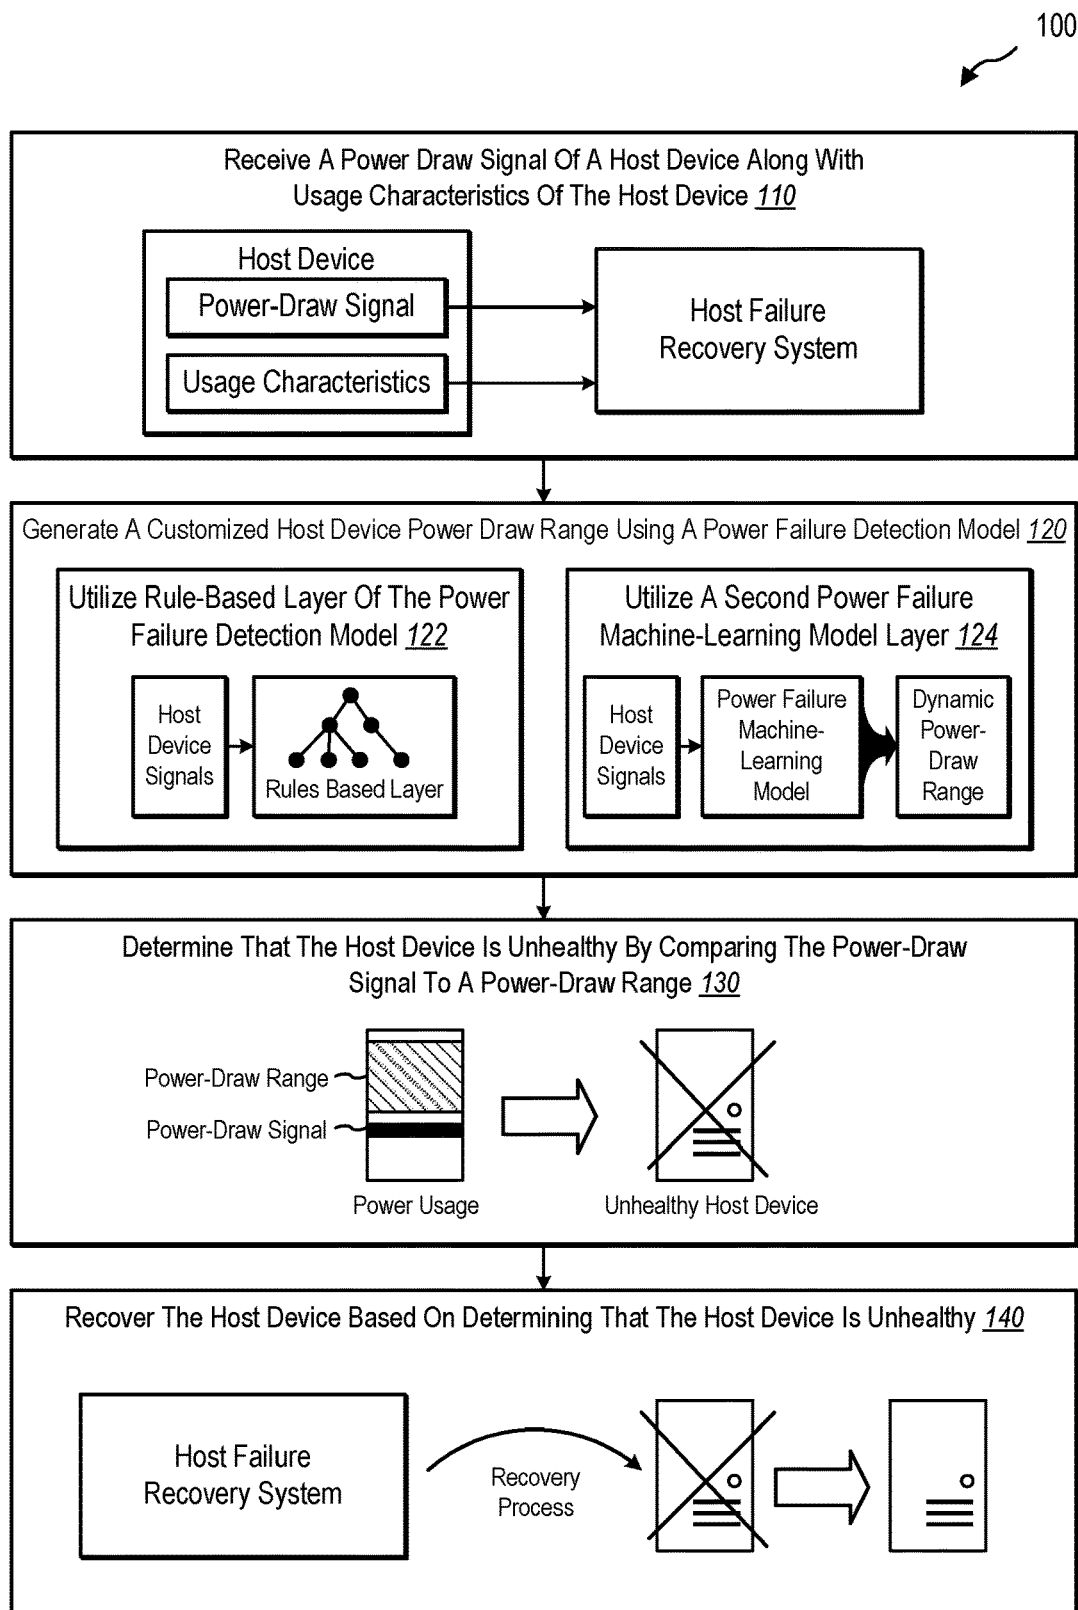 100
Receive A Power Draw Signal Of A Host Device Along With
Usage Characteristics Of The Host Device 110
Host Device
Power-Draw Signal
Usage Characteristics
Host Failure
Recovery System
Generate A Customized Host Device Power Draw Range Using A Power Failure Detection Model 120
Utilize Rule-Based Layer Of The Power
Failure Detection Model 122
Host
Device
Signals
Rules Based Layer
Utilize A Second Power Failure
Machine-Learning Model Layer 124
Host
Device
Signals
Power Failure
Machine-
Learning
Model
Dynamic
Power-
Draw
Range
Determine That The Host Device Is Unhealthy By Comparing The Power-Draw
Signal To A Power-Draw Range 130
Power-Draw Range
Power-Draw Signal
Power Usage
Unhealthy Host Device
Recover The Host Device Based On Determining That The Host Device Is Unhealthy 140
Host Failure
Recovery System
Recovery
Process